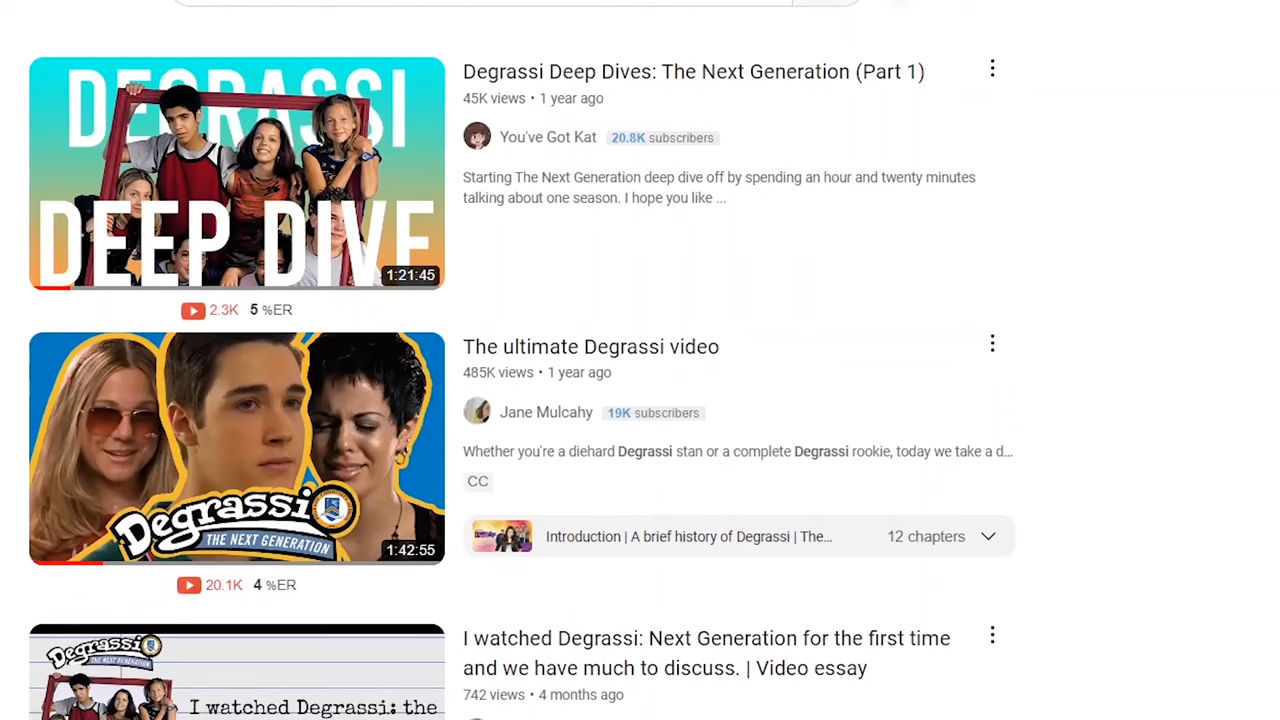 DEGRASSI
DEEP DIVE
1:21:45
2.3K 5 %ER
Degrassi Deep Dives: The Next Generation (Part 1)
45K views • 1 year ago
You've Got Kat 20.8K subscribers
Starting The Next Generation deep dive off by spending an hour and twenty minutes
talking about one season. I hope you like ...
Degrassi
THE NEXT GENERATION
1:42:55
20.1K 4 %ER
The ultimate Degrassi video
485K views • 1 year ago
Jane Mulcahy 19K subscribers
Whether you're a diehard Degrassi stan or a complete Degrassi rookie, today we take a d...
CC
Introduction | A brief history of Degrassi | The... 12 chapters
Degrassi
THE NEXT GENERATION
I watched Degrassi: the
I watched Degrassi: Next Generation for the first time
and we have much to discuss. | Video essay
742 views • 4 months ago